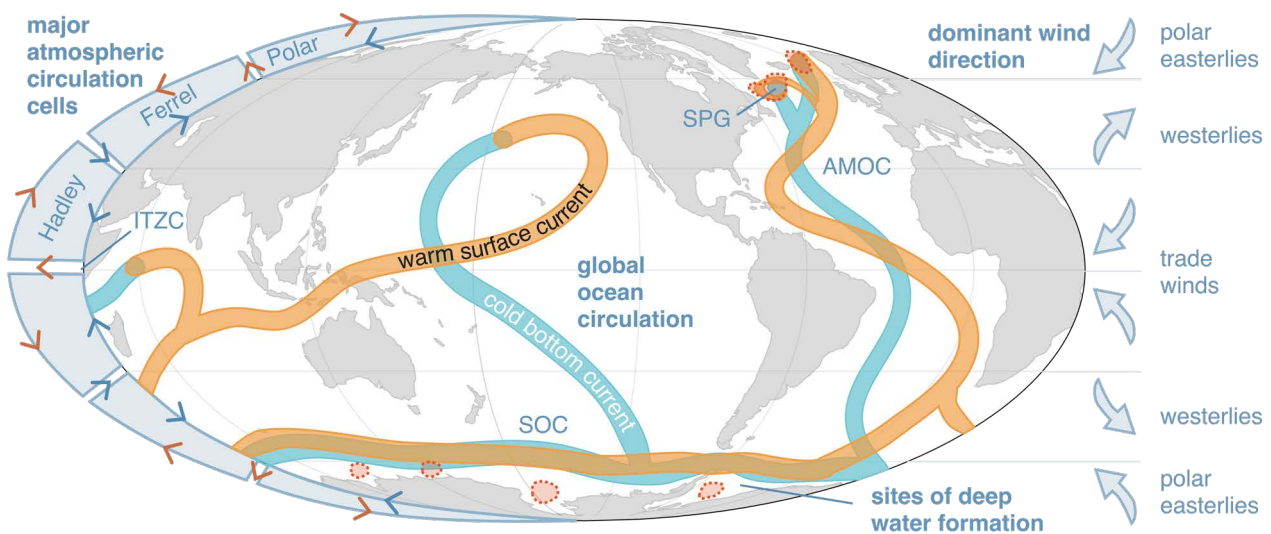 major
atmospheric
circulation
cells
Polar
Ferrel
Hadley
ITZC
dominant wind
direction
polar
easterlies
westerlies
trade
winds
westerlies
polar
easterlies
SPG
AMOC
warm surface current
global
ocean
circulation
cold bottom current
SOC
sites of deep
water formation